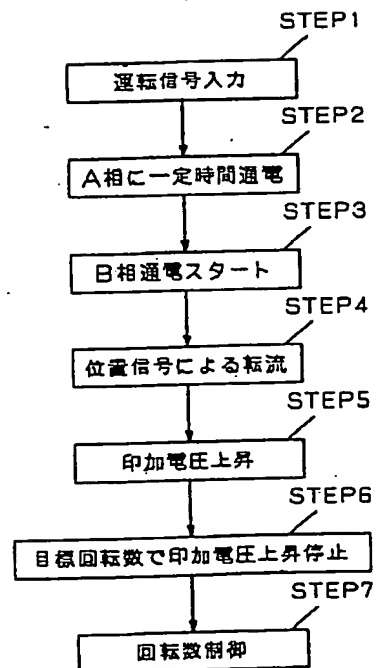 STEP1
運転信号入力
STEP2
A相に一定時間通電
STEP3
B相通電スタート
STEP4
位置信号による転流
STEP5
印加電圧上昇
STEP6
目標回転数で印加電圧上昇停止
STEP7
回転数制御